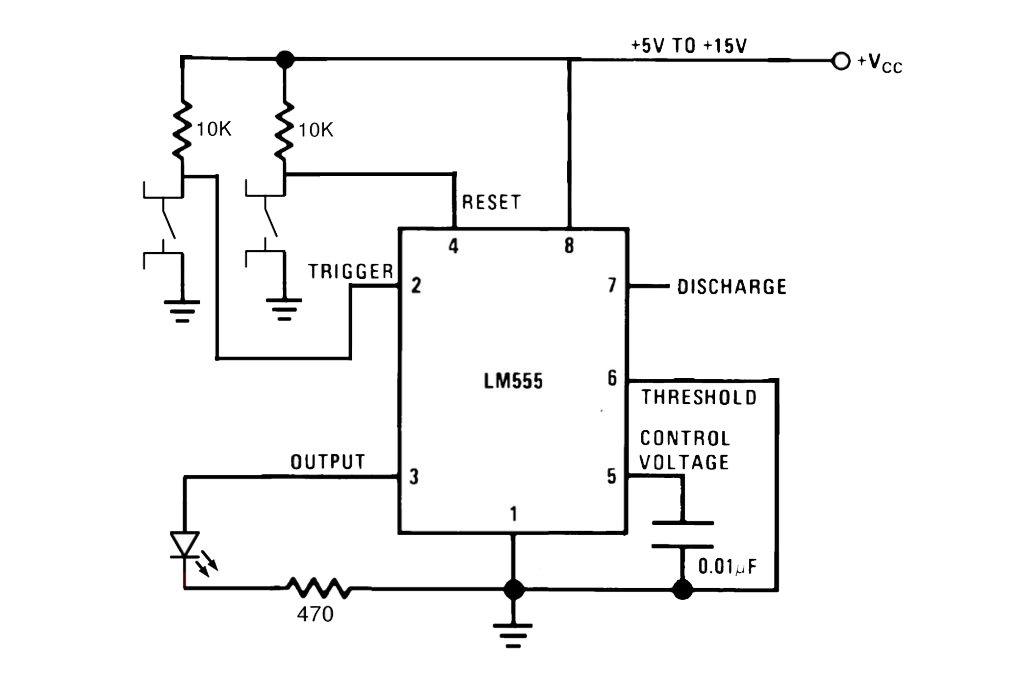 +5V TO +15V
+VCC
10K
10K
RESET
4
8
TRIGGER
2
7
DISCHARGE
LM555
6
THRESHOLD
CONTROL
VOLTAGE
OUTPUT
3
5
1
0.01µF
470